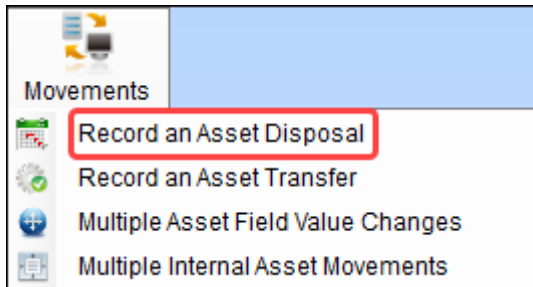 Movements
Record an Asset Disposal
Record an Asset Transfer
Multiple Asset Field Value Changes
Multiple Internal Asset Movements